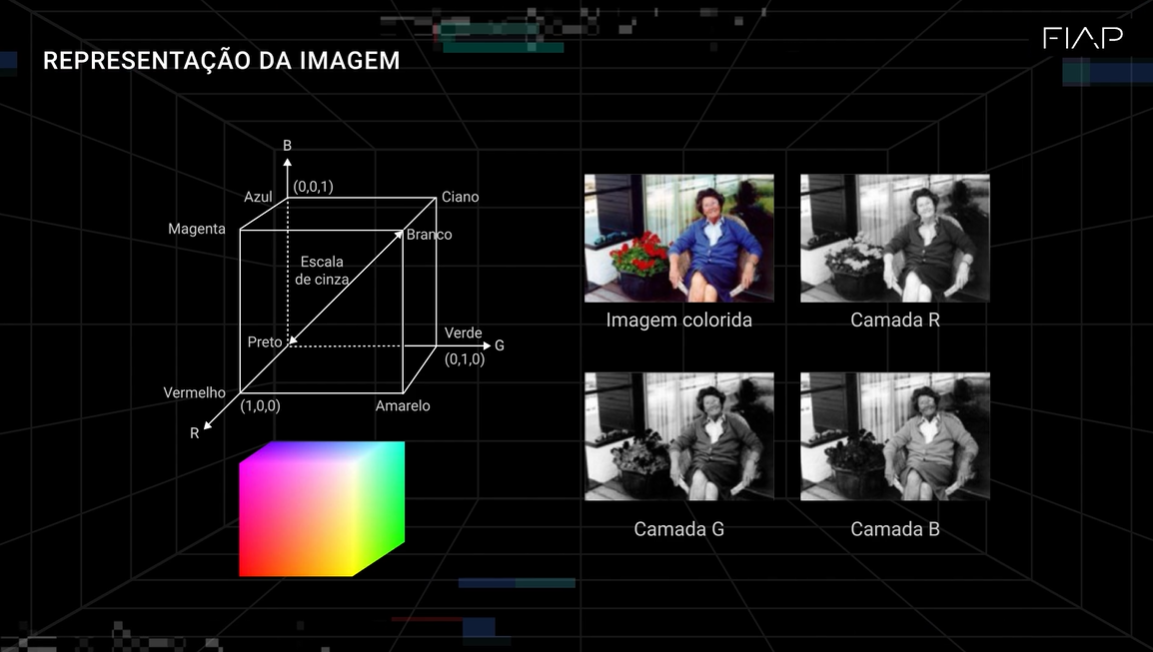 FIAP
REPRESENTAÇÃO DA IMAGEM
B
Azul
(0,0,1)
Ciano
Magenta
Branco
Escala
de cinza
Preto
Verde
G
(0,1,0)
Vermelho
(1,0,0)
Amarelo
R
Imagem colorida
Camada R
Camada G
Camada B